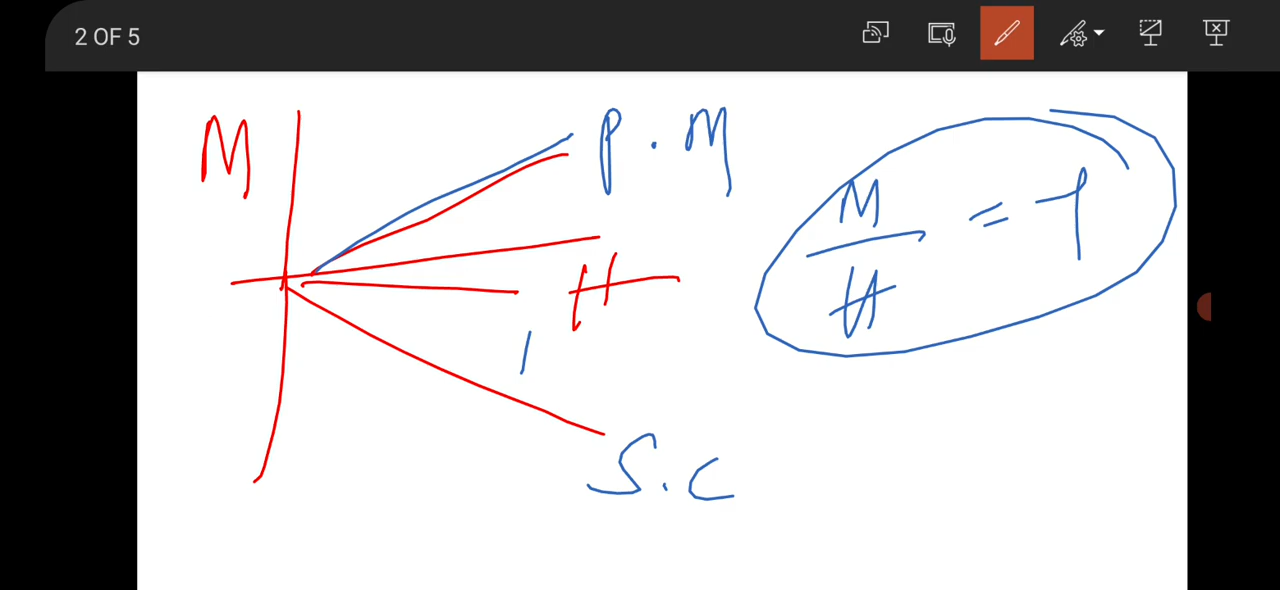 2 OF 5
M
P.M
H
S.C
M/H = -1